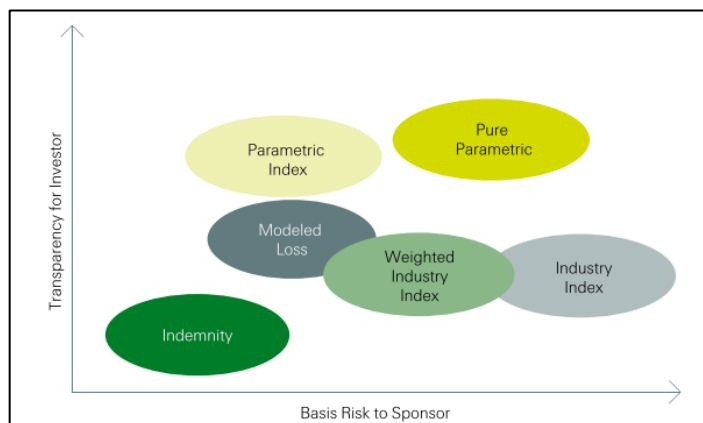 Transparency for Investor
Pure
Parametric
Parametric
Index
Modeled
Loss
Weighted
Industry
Index
Industry
Index
Indemnity
Basis Risk to Sponsor